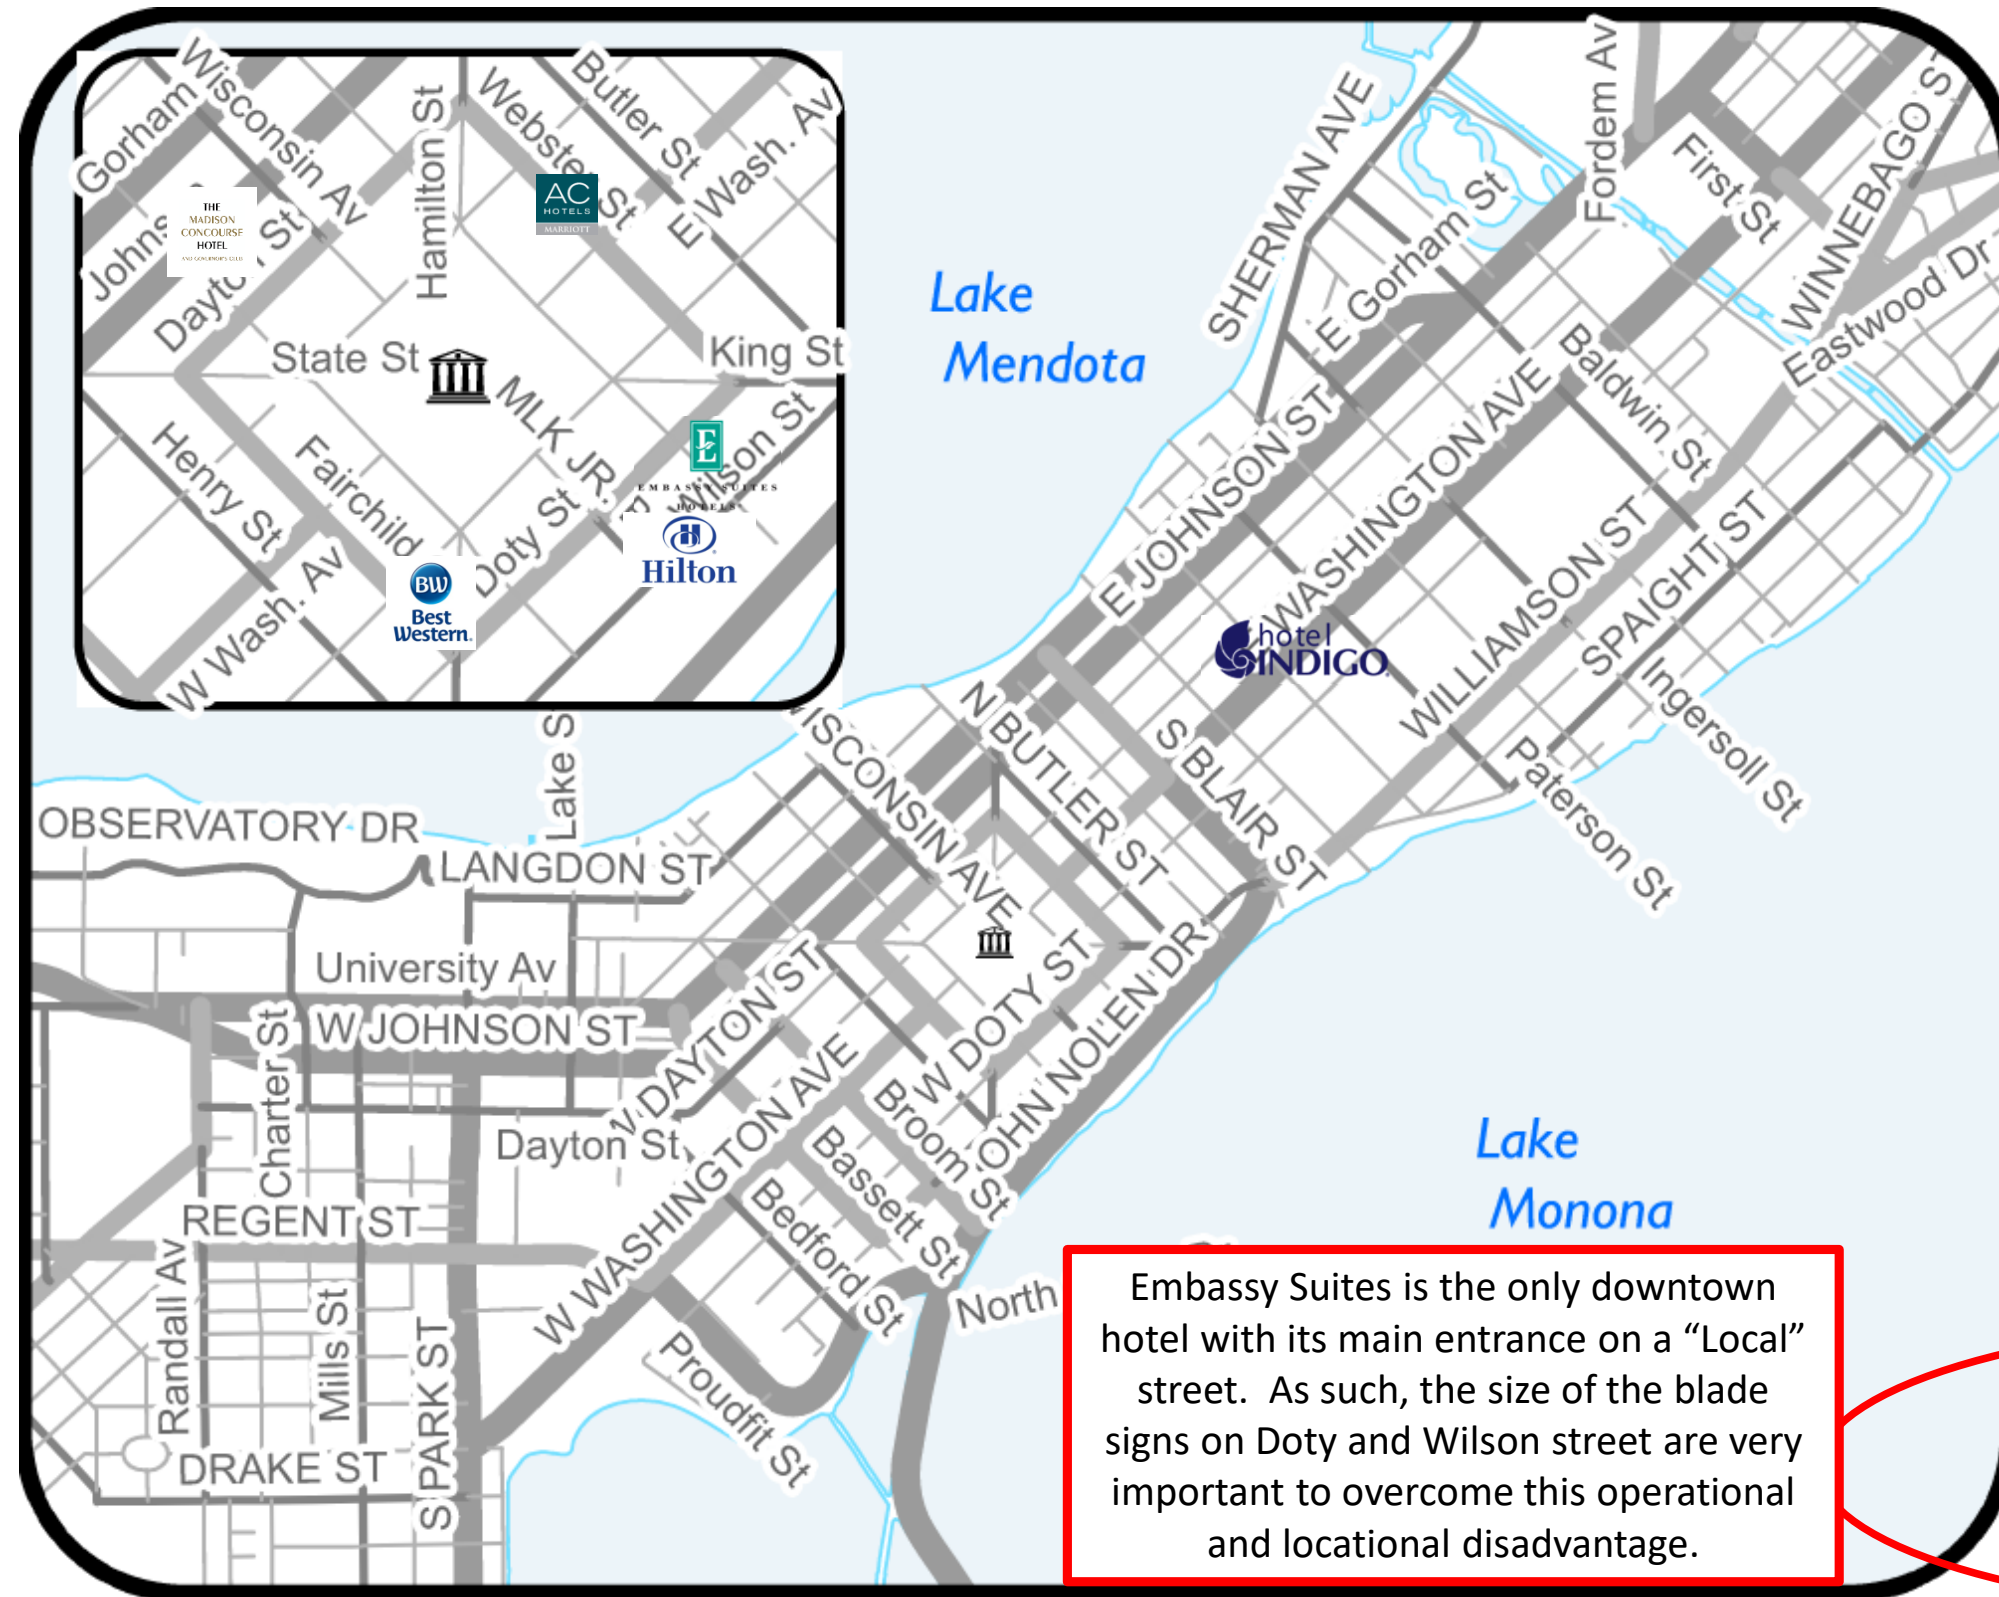 Gorham
Wisconsin Av
Hamilton St
Webster St
Butler St
E Wash. Av
THE
MADISON
CONCOURSE
HOTEL
AND GOVERNOR'S CLUB
Johns
Dayto
St
AC
HOTELS
MARRIOTT
State St
King St
MLK JR.
EMBASSY SUITES
HOTELS
Wilson St
Henry St
Fairchild
Doty St
Hilton
W Wash. Av
BW
Best
Western
Lake
Mendota
SHERMAN AVE
Fordem Av
First St
WINNEBAGO S
Eastwood Dr
E Gorham St
Baldwin St
E JOHNSON ST
WASHINGTON AVE
hotel
INDIGO
WILLIAMSON ST
SPAIGHT ST
Ingersoll St
Paterson St
N BUTLER ST
S BLAIR ST
ISCONSIN AVE
Lake S
OBSERVATORY DR
LANGDON ST
University Av
W JOHNSON ST
W DAYTON ST
W DOTY ST
JOHN NOLEN DR
Charter St
Dayton St
W WASHINGTON AVE
Broom St
Bassett St
Bedford St
REGENT ST
Randall Av
Mills St
S PARK ST
DRAKE ST
Proudfit St
North
Lake
Monona
Embassy Suites is the only downtown
hotel with its main entrance on a “Local”
street.  As such, the size of the blade
signs on Doty and Wilson street are very
important to overcome this operational
and locational disadvantage.